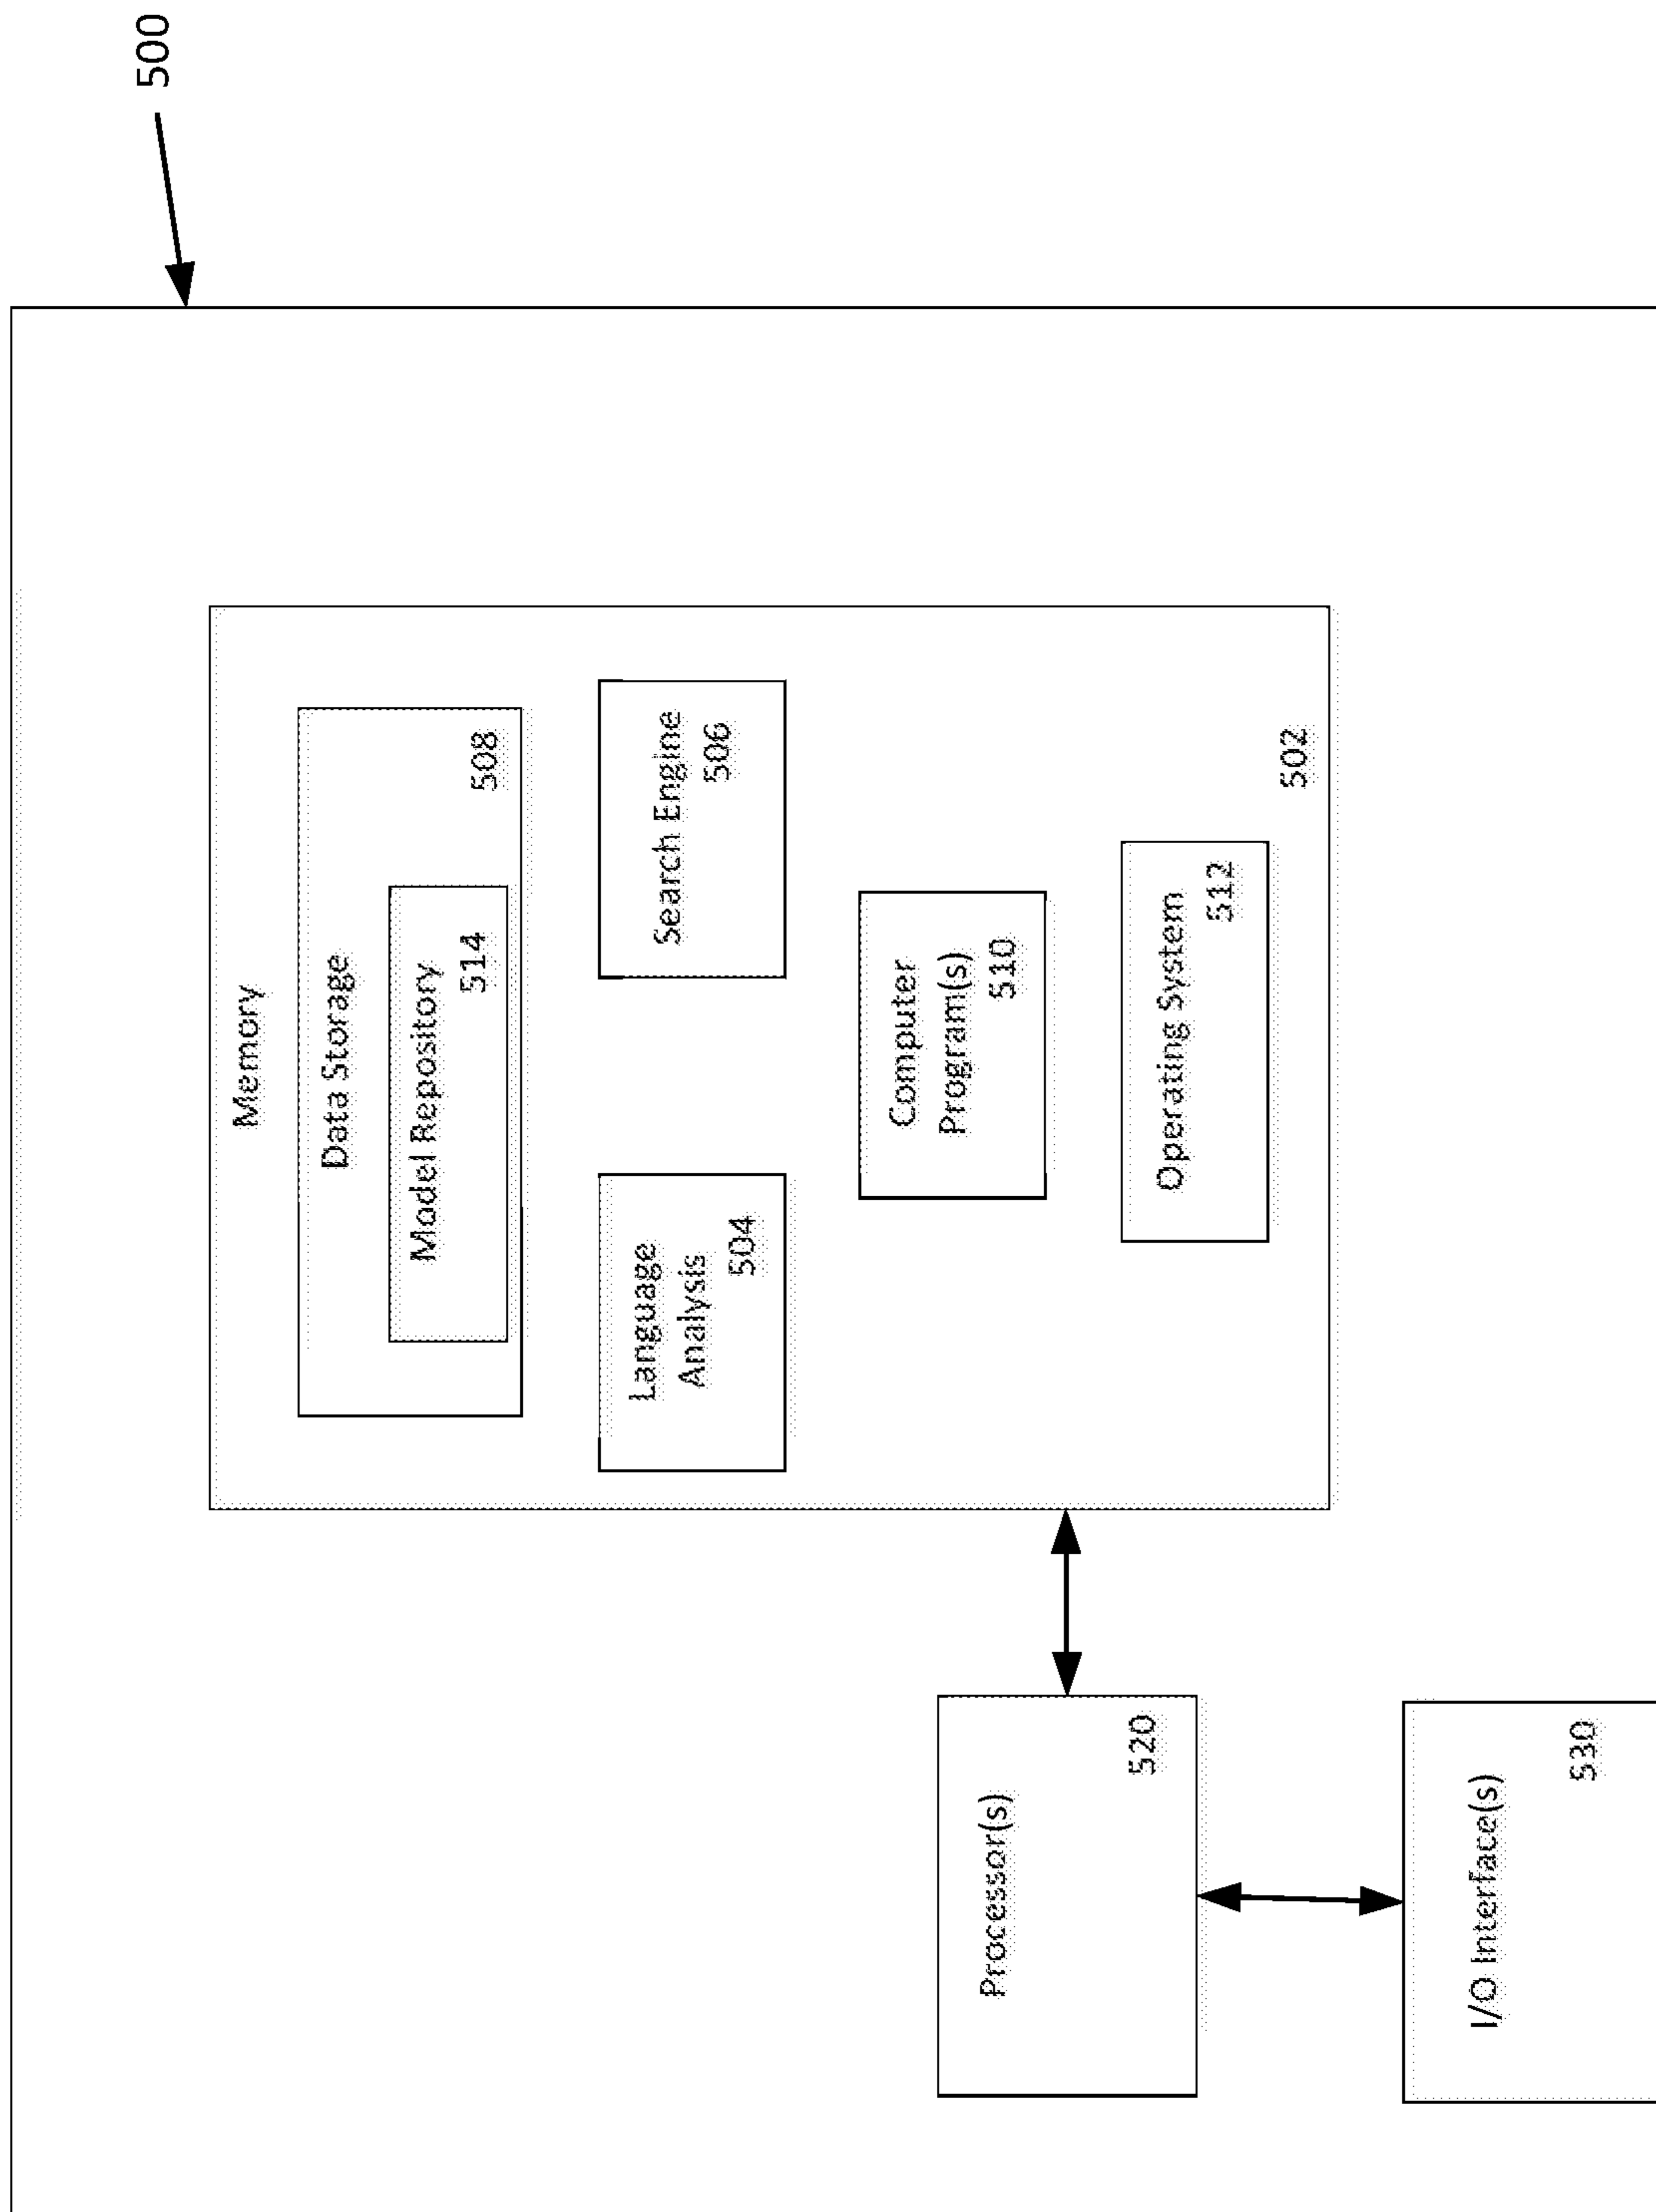 500
Memory
Data Storage
508
Model Repository
514
Language
Analysis
504
Search Engine
506
Computer
Program(s)
510
Operating System
512
502
Processor(s)
520
I/O Interface(s)
530